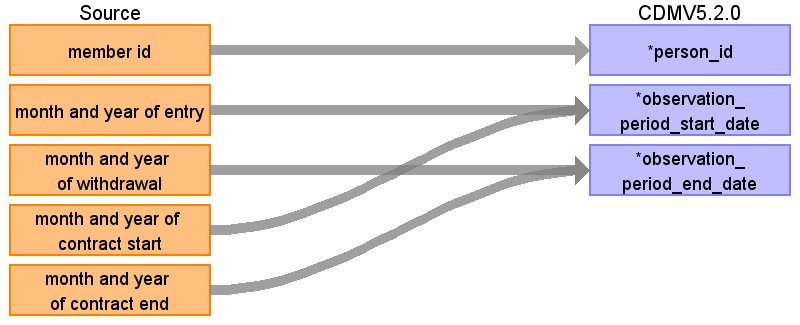 Source
CDMV5.2.0
member id
*person_id
month and year of entry
*observation_
period_start_date
month and year
of withdrawal
*observation_
period_end_date
month and year of
contract start
month and year
of contract end